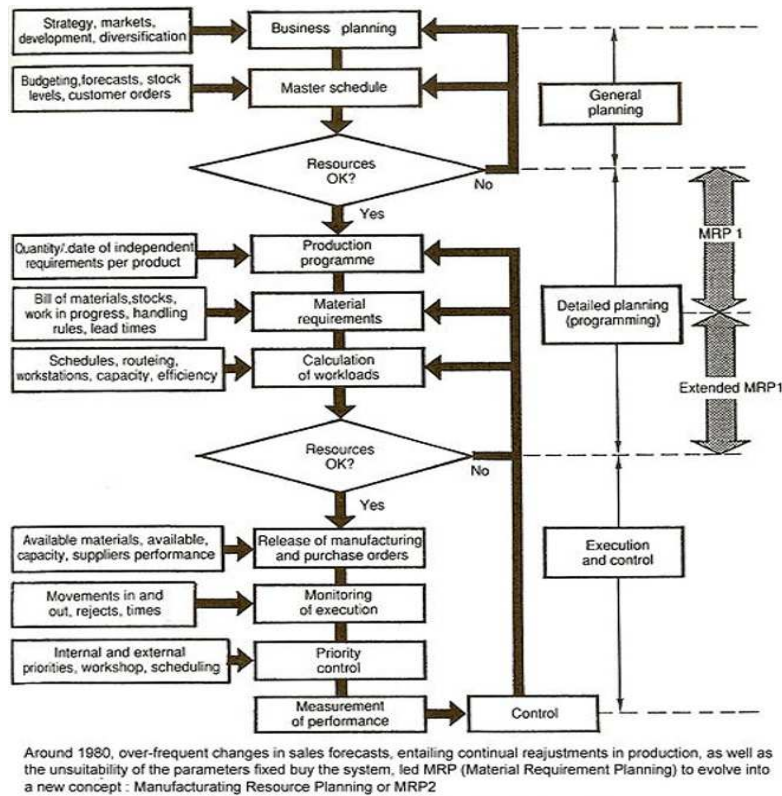 Strategy, markets,
development, diversification
Business planning
Budgeting,forecasts, stock
levels, customer orders
Master schedule
General
planning
Resources
OK?
No
Yes
Quantity/.date of independent
requirements per product
Production
programme
MRP 1
Bill of materials,stocks,
work in progress, handling
rules, lead times
Material
requirements
Detailed planning
(programming)
Schedules, routeing,
workstations, capacity, efficiency
Calculation
of workloads
Extended MRP1
Resources
OK?
No
Yes
Available materials, available,
capacity, suppliers performance
Release of manufacturing
and purchase orders
Execution
and control
Movements in and
out, rejects, times
Monitoring
of execution
Internal and external
priorities, workshop, scheduling
Priority
control
Measurement
of performance
Control
Around 1980, over-frequent changes in sales forecasts, entailing continual reajustments in production, as well as
the unsuitability of the parameters fixed buy the system, led MRP (Material Requirement Planning) to evolve into
a new concept : Manufacturating Resource Planning or MRP2